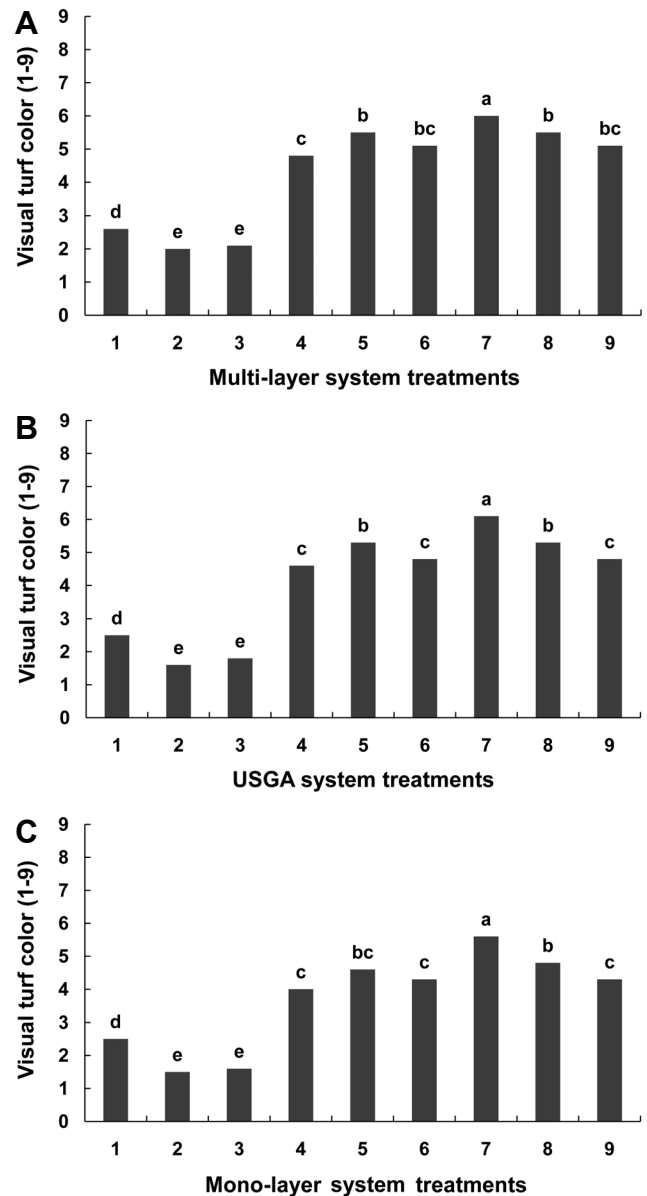 A
Visual turf color (1-9)
9
8
7
6
5
4
3
2
1
0
d e e c b bc a b bc
1 2 3 4 5 6 7 8 9
Multi-layer system treatments
B
Visual turf color (1-9)
9
8
7
6
5
4
3
2
1
0
d e e c b c a b c
1 2 3 4 5 6 7 8 9
USGA system treatments
C
Visual turf color (1-9)
9
8
7
6
5
4
3
2
1
0
d e e c bc c a b c
1 2 3 4 5 6 7 8 9
Mono-layer system treatments